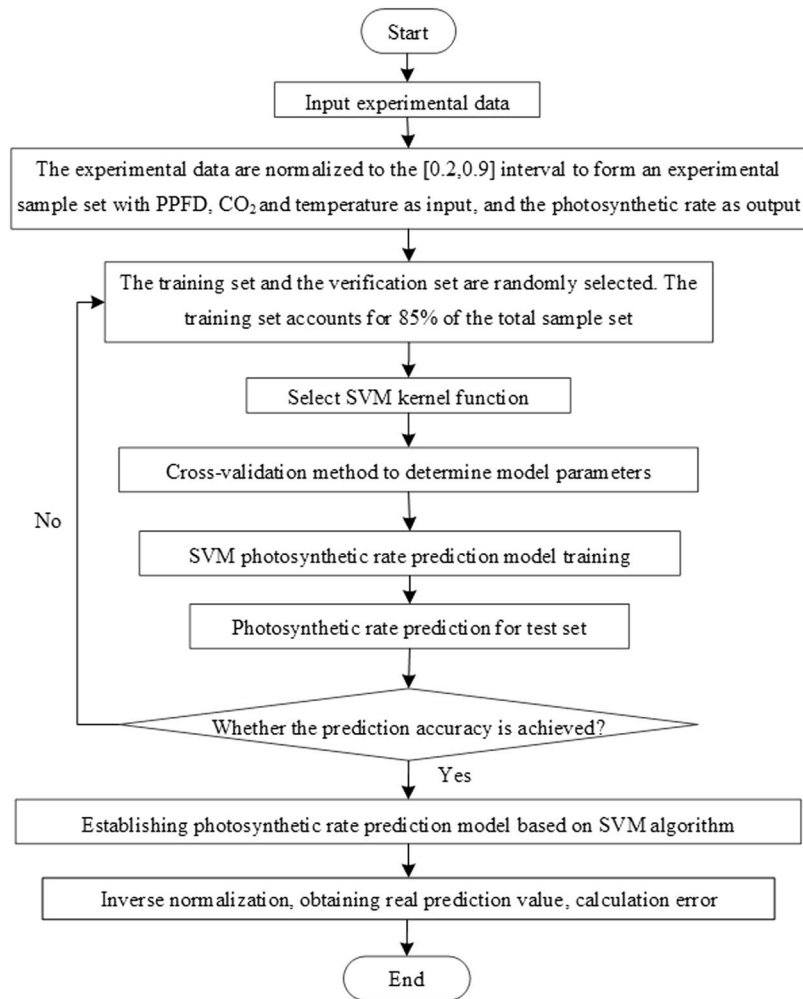 Start
Input experimental data
The experimental data are normalized to the [0.2,0.9] interval to form an experimental
sample set with PPFD, CO₂ and temperature as input, and the photosynthetic rate as output
The training set and the verification set are randomly selected. The
training set accounts for 85% of the total sample set
Select SVM kernel function
Cross-validation method to determine model parameters
No
SVM photosynthetic rate prediction model training
Photosynthetic rate prediction for test set
Whether the prediction accuracy is achieved?
Yes
Establishing photosynthetic rate prediction model based on SVM algorithm
Inverse normalization, obtaining real prediction value, calculation error
End